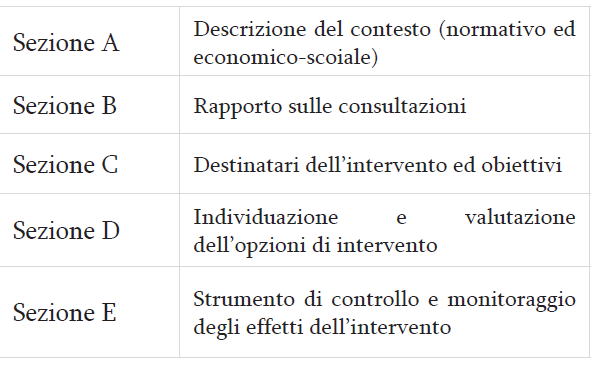 Sezione A
Descrizione del contesto (normativo ed
economico-scoiale)
Sezione B
Rapporto sulle consultazioni
Sezione C
Destinatari dell'intervento ed obiettivi
Sezione D
Individuazione e valutazione
dell'opzioni di intervento
Sezione E
Strumento di controllo e monitoraggio
degli effetti dell'intervento